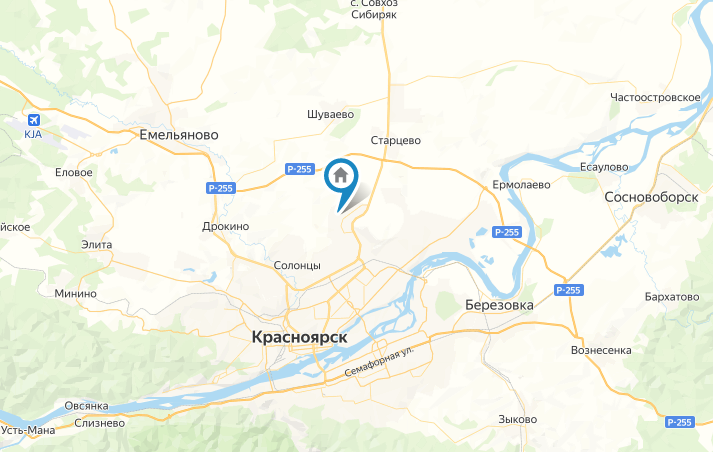 с. Совхоз
Сибиряк
Частоостровское
Шуваево
KJA
Емельяново
Старцево
Еловое
Р-255
Есаулово
Р-255
Ермолаево
Сосновоборск
йское
Дрокино
Р-255
Элита
Солонцы
Минино
Р-255
Бархатово
Березовка
Красноярск
Вознесенка
Семафорная ул.
Овсянка
Слизнево
Зыково
Р-255
Усть-Мана